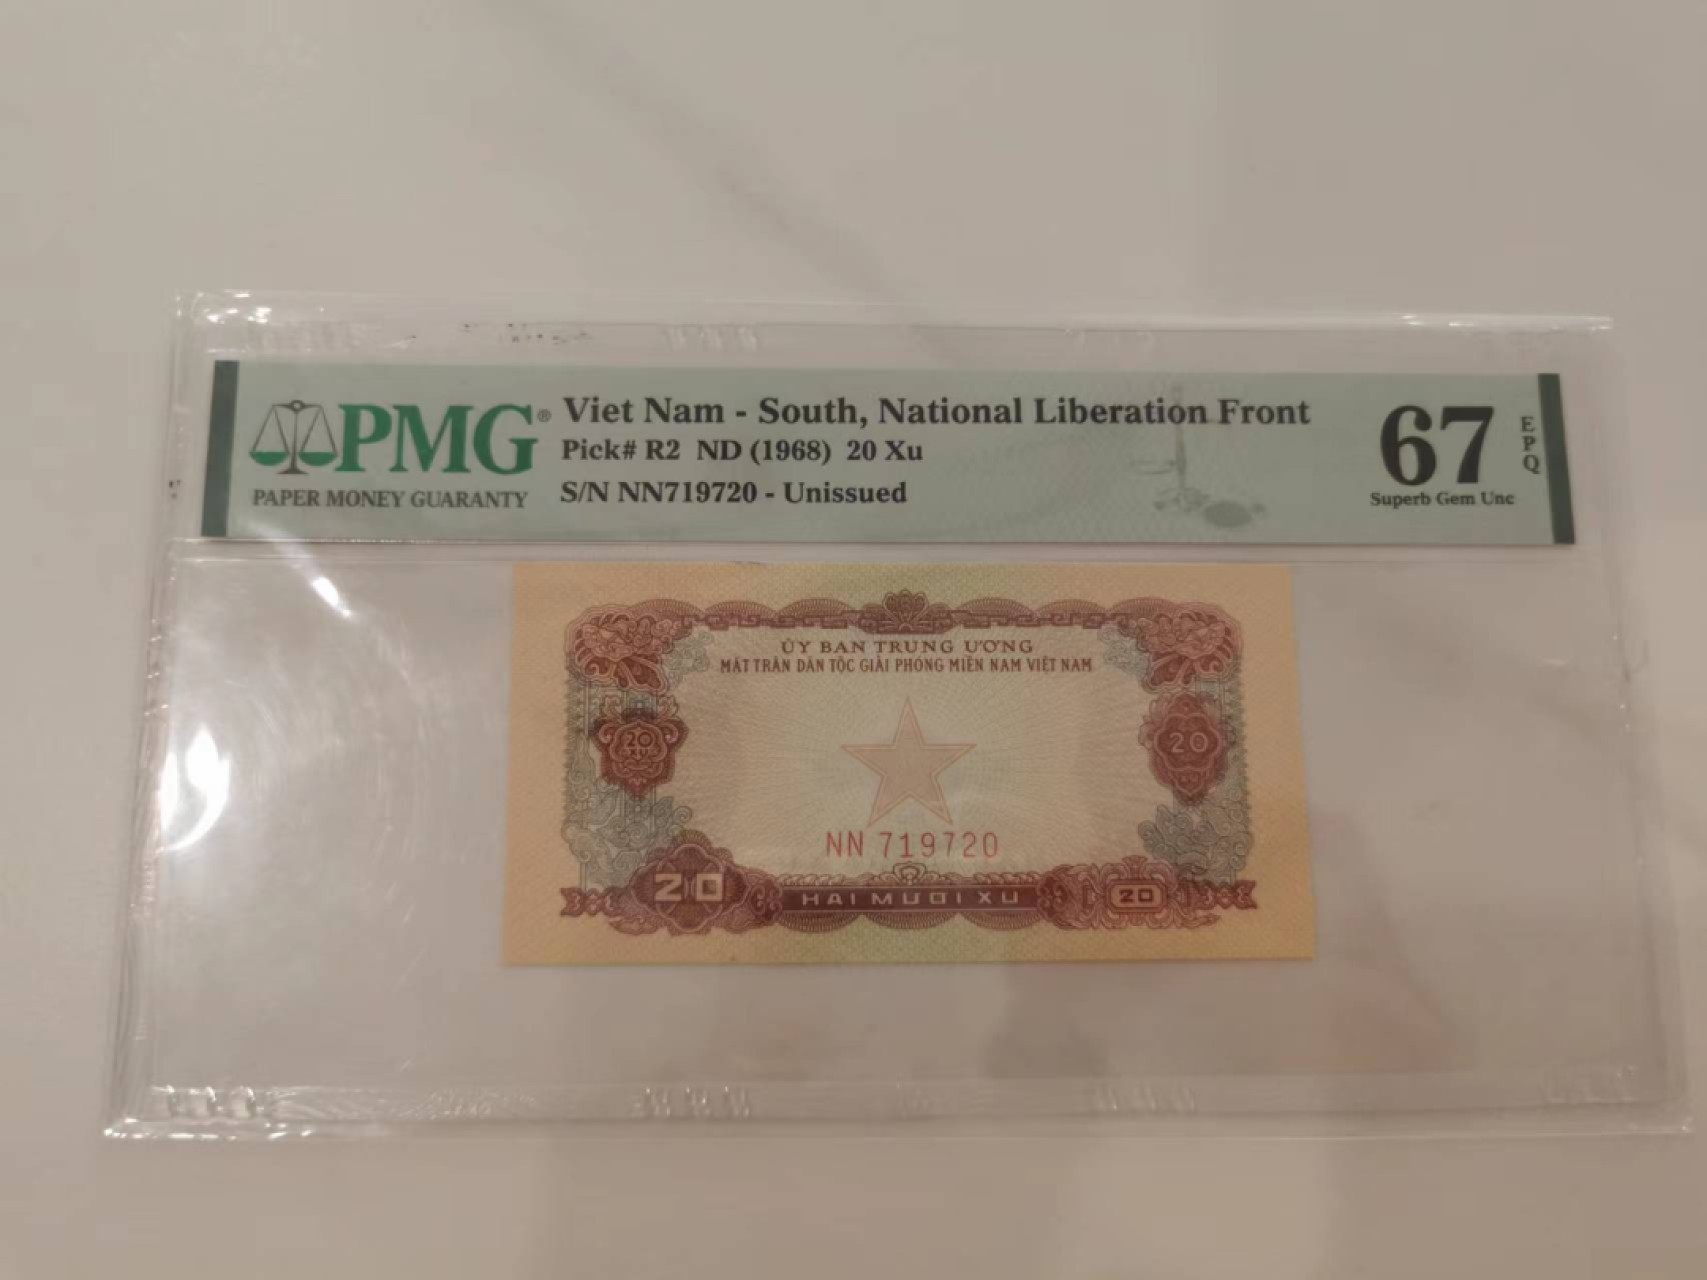 PMG®
PAPER MONEY GUARANTY
Viet Nam - South, National Liberation Front
Pick# R2 ND (1968) 20 Xu
S/N NN719720 - Unissued
67
EPQ
Superb Gem Unc
ỦY BAN TRUNG ƯƠNG
MẶT TRẬN DÂN TỘC GIẢI PHÓNG MIỀN NAM VIỆT NAM
20
XU
20
NN 719720
20
HAI MƯƠI XU
20